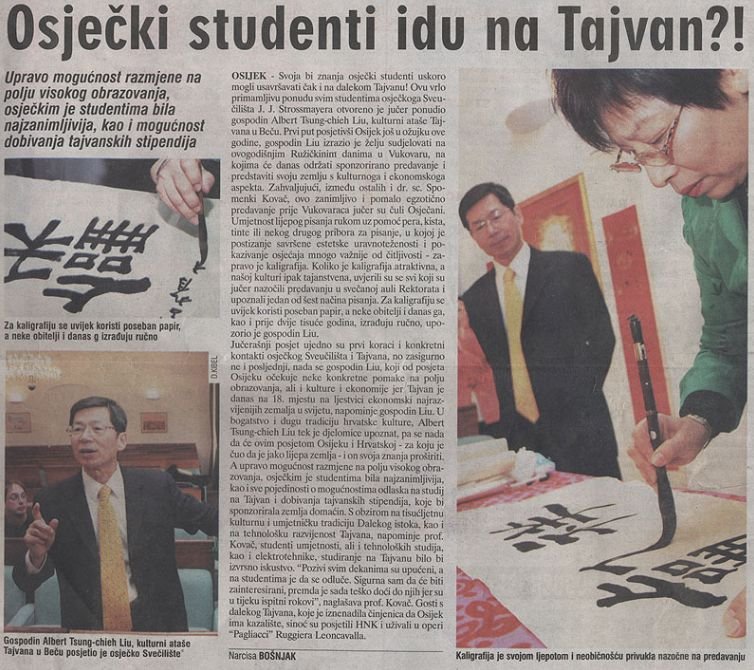 Osječki studenti idu na Tajvan?!
Upravo mogućnost razmjene na
polju visokog obrazovanja,
osječkim je studentima bila
najzanimljivija, kao i mogućnost
dobivanja tajvanskih stipendija
Za kaligrafiju se uvijek koristi poseban papir,
a neke obitelji i danas g izrađuju ručno
D.KIBEL
Gospodin Albert Tsung-chieh Liu, kulturni ataše
Tajvana u Beču posjetio je osječko Svečilište
OSIJEK - Svoja bi znanja osječki studenti uskoro
mogli usavršavati čak i na dalekom Tajvanu! Ovu vrlo
primamljivu ponudu svim studentima osječkoga Sveu-
čilišta J. J. Strossmayera otvoreno je jučer ponudio
gospodin Albert Tsung-chieh Liu, kulturni ataše Taj-
vana u Beču. Prvi put posjetivši Osijek još u ožujku ove
godine, gospodin Liu izrazio je želju sudjelovati na
ovogodišnjim Ružičkinim danima u Vukovaru, na
kojima će danas održati sponzorirano predavanje i
predstaviti svoju zemlju s kulturnoga i ekonomskoga
aspekta. Zahvaljujući, između ostalih i dr. sc. Spo-
menki Kovač, ovo zanimljivo i pomalo egzotično
predavanje prije Vukovaraca jučer su čuli Osječani.
Umjetnost lijepog pisanja rukom uz pomoć pera, kista,
tinte ili nekog drugog pribora za pisanje, u kojoj je
postizanje savršene estetske uravnoteženosti i po-
kazivanje osjećaja mnogo važnije od čitljivosti - za-
pravo je kaligrafija. Koliko je kaligrafija atraktivna, a
našoj kulturi ipak tajanstvena, uvjerili su se svi koji su
jučer nazočili predavanju u svečanoj auli Rektorata i
upoznali jedan od šest načina pisanja. Za kaligrafiju se
uvijek koristi poseban papir, a neke obitelji i danas ga,
kao i prije dvije tisuće godina, izrađuju ručno, upo-
zorio je gospodin Liu.
Jučerašnji posjet ujedno su prvi koraci i konkretni
kontakti osječkog Sveučilišta i Tajvana, no zasigurno
ne i posljednji, nada se gospodin Liu, koji od posjeta
Osijeku očekuje neke konkretne pomake na polju
obrazovanja, ali i kulture i ekonomije jer Tajvan je
danas na 18. mjestu na ljestvici ekonomski najraz-
vijenijih zemalja u svijetu, napominje gospodin Liu. U
bogatstvo i dugu tradiciju hrvatske kulture, Albert
Tsung-chieh Liu tek je djelomice upoznat, pa se nada
da će ovim posjetom Osijeku i Hrvatskoj - za koju je
čuo da je jako lijepa zemlja - i on svoja znanja proširiti.
A upravo mogućnost razmjene na polju visokog obra-
zovanja, osječkim je studentima bila najzanimljivija,
kao i sve pojedinosti o mogućnostima odlaska na studij
na Tajvan i dobivanja tajvanskih stipendija, koje bi
sponzorirala zemlja domaćin. S obzirom na tisućljetnu
kulturnu i umjetničku tradiciju Dalekog istoka, kao i
na tehnološku razvijenost Tajvana, napominje prof.
Kovač, studenti umjetnosti, ali i tehnoloških studija,
kao i elektrotehnike, studiranje na Tajvanu bilo bi
izvrsno iskustvo. “Pozivi svim dekanima su upućeni, a
na studentima je da se odluče. Sigurna sam da će biti
zainteresirani, premda je sada teško doći do njih jer su
u tijeku ispitni rokovi”, naglašava prof. Kovač. Gosti s
dalekog Tajvana, koje je iznenadila činjenica da Osijek
ima kazalište, sinoć su posjetili HNK i uživali u operi
“Pagliacci” Ruggiera Leoncavalla.
Narcisa BOŠNJAK
Kaligrafija je svojom ljepotom i neobičnošću privukla nazočne na predavanju